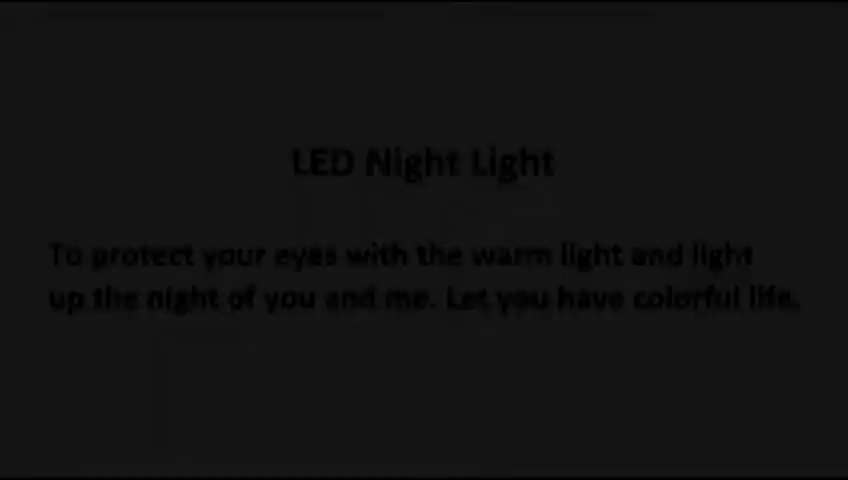 LED Night Light
To protect your eyes with the warm light and light
up the night of you and me. Let you have colorful life.